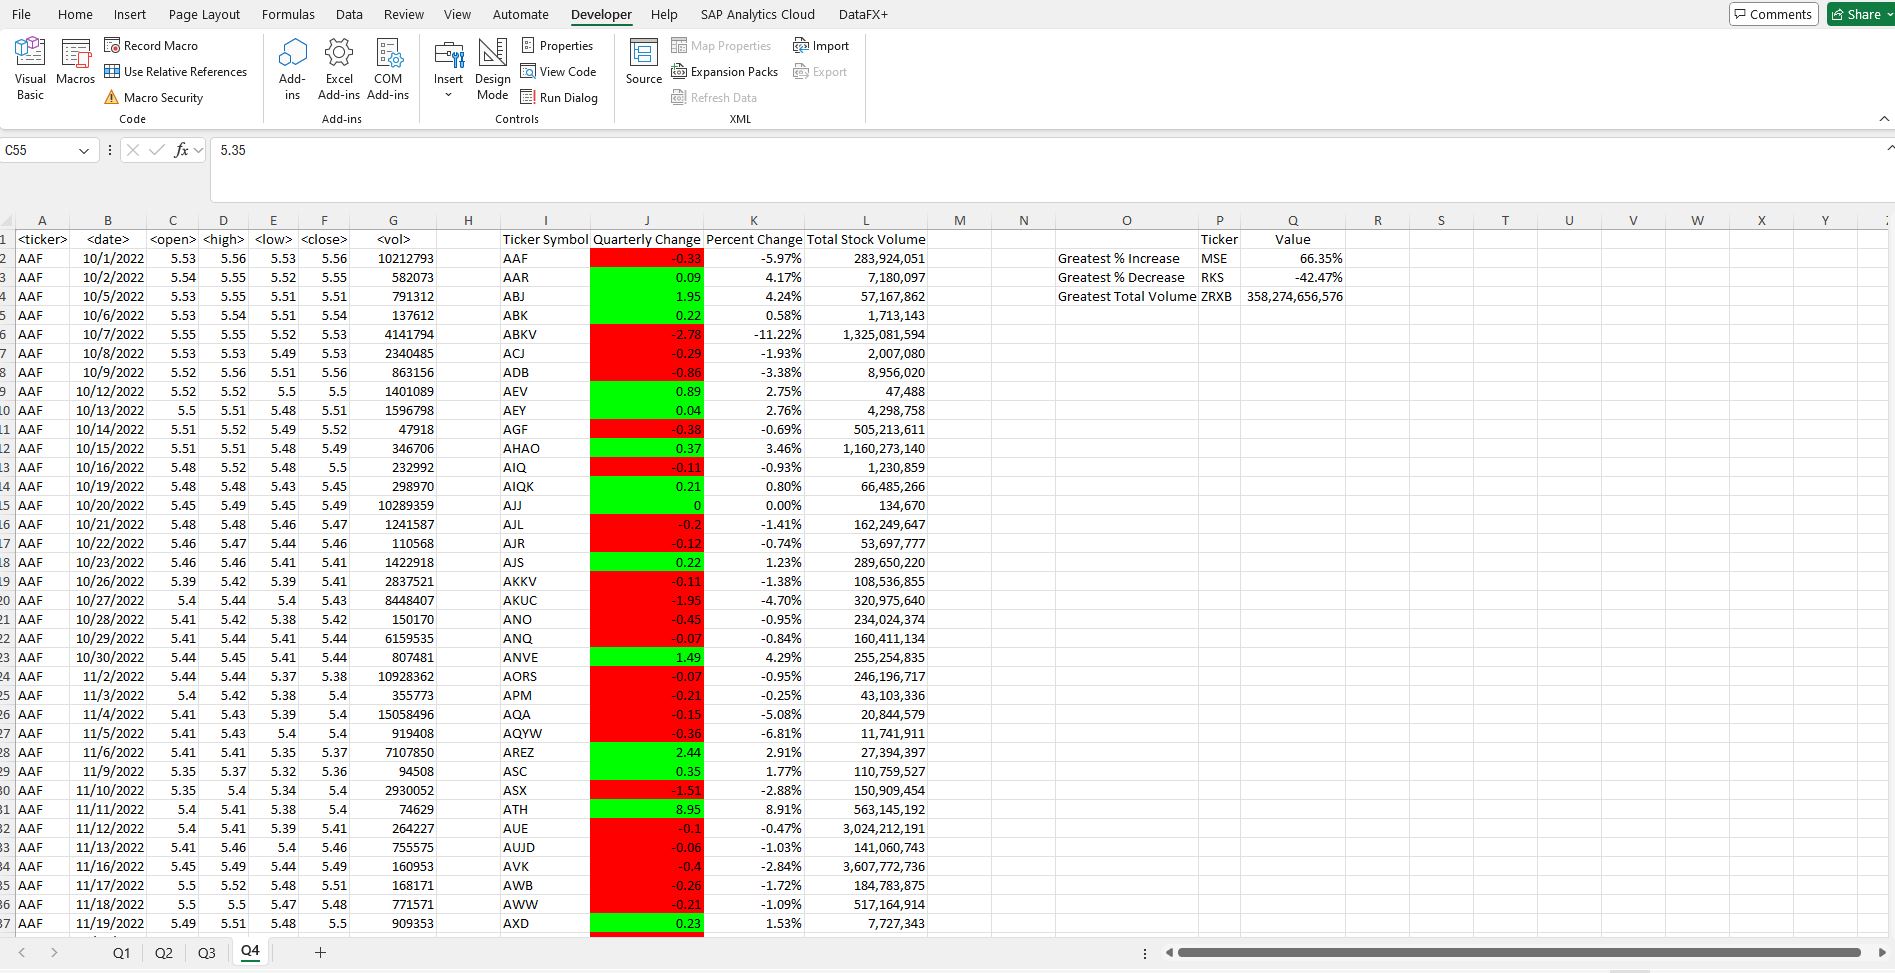 File Home Insert Page Layout Formulas Data Review View Automate Developer Help SAP Analytics Cloud DataFX+ Comments Share
Record Macro Properties Map Properties Import
Use Relative References View Code Expansion Packs Export
Visual Basic Macros Add-ins Excel Add-ins COM Add-ins Insert Design Mode Source
Macro Security Run Dialog Refresh Data
Code Add-ins Controls XML
C55 fx 5.35
A B C D E F G H I J K L M N O P Q R S T U V W X Y
1 <ticker> <date> <open> <high> <low> <close> <vol> Ticker Symbol Quarterly Change Percent Change Total Stock Volume Ticker Value
2 AAF 10/1/2022 5.53 5.56 5.53 5.56 10212793 AAF -0.33 -5.97% 283,924,051 Greatest % Increase MSE 66.35%
3 AAF 10/2/2022 5.54 5.55 5.52 5.55 582073 AAR 0.09 4.17% 7,180,097 Greatest % Decrease RKS -42.47%
4 AAF 10/5/2022 5.53 5.55 5.51 5.51 791312 ABJ 1.95 4.24% 57,167,862 Greatest Total Volume ZRXB 358,274,656,576
5 AAF 10/6/2022 5.53 5.54 5.51 5.54 137612 ABK 0.22 0.58% 1,713,143
6 AAF 10/7/2022 5.55 5.55 5.52 5.53 4141794 ABKV -2.78 -11.22% 1,325,081,594
7 AAF 10/8/2022 5.53 5.53 5.49 5.53 2340485 ACJ -0.29 -1.93% 2,007,080
8 AAF 10/9/2022 5.52 5.56 5.51 5.56 863156 ADB -0.86 -3.38% 8,956,020
9 AAF 10/12/2022 5.52 5.52 5.5 5.5 1401089 AEV 0.89 2.75% 47,488
10 AAF 10/13/2022 5.5 5.51 5.48 5.51 1596798 AEY 0.04 2.76% 4,298,758
11 AAF 10/14/2022 5.51 5.52 5.49 5.52 47918 AGF -0.38 -0.69% 505,213,611
12 AAF 10/15/2022 5.51 5.51 5.48 5.49 346706 AHAO 0.37 3.46% 1,160,273,140
13 AAF 10/16/2022 5.48 5.52 5.48 5.5 232992 AIQ -0.11 -0.93% 1,230,859
14 AAF 10/19/2022 5.48 5.48 5.43 5.45 298970 AIQK 0.21 0.80% 66,485,266
15 AAF 10/20/2022 5.45 5.49 5.45 5.49 10289359 AJJ 0 0.00% 134,670
16 AAF 10/21/2022 5.48 5.48 5.46 5.47 1241587 AJL -0.2 -1.41% 162,249,647
17 AAF 10/22/2022 5.46 5.47 5.44 5.46 110568 AJR -0.12 -0.74% 53,697,777
18 AAF 10/23/2022 5.46 5.46 5.41 5.41 1422918 AJS 0.22 1.23% 289,650,220
19 AAF 10/26/2022 5.39 5.42 5.39 5.41 2837521 AKKV -0.11 -1.38% 108,536,855
20 AAF 10/27/2022 5.4 5.44 5.4 5.43 8448407 AKUC -1.95 -4.70% 320,975,640
21 AAF 10/28/2022 5.41 5.42 5.38 5.42 150170 ANO -0.45 -0.95% 234,024,374
22 AAF 10/29/2022 5.41 5.44 5.41 5.44 6159535 ANQ -0.07 -0.84% 160,411,134
23 AAF 10/30/2022 5.44 5.45 5.41 5.44 807481 ANVE 1.49 4.29% 255,254,835
24 AAF 11/2/2022 5.44 5.44 5.37 5.38 10928362 AORS -0.07 -0.95% 246,196,717
25 AAF 11/3/2022 5.4 5.42 5.38 5.4 355773 APM -0.21 -0.25% 43,103,336
26 AAF 11/4/2022 5.41 5.43 5.39 5.4 15058496 AQA -0.15 -5.08% 20,844,579
27 AAF 11/5/2022 5.41 5.43 5.4 5.4 919408 AQYW -0.36 -6.81% 11,741,911
28 AAF 11/6/2022 5.41 5.41 5.35 5.37 7107850 AREZ 2.44 2.91% 27,394,397
29 AAF 11/9/2022 5.35 5.37 5.32 5.36 94508 ASC 0.35 1.77% 110,759,527
30 AAF 11/10/2022 5.35 5.4 5.34 5.4 2930052 ASX -1.51 -2.88% 150,909,454
31 AAF 11/11/2022 5.4 5.41 5.38 5.4 74629 ATH 8.95 8.91% 563,145,192
32 AAF 11/12/2022 5.4 5.41 5.39 5.41 264227 AUE -0.1 -0.47% 3,024,212,191
33 AAF 11/13/2022 5.41 5.46 5.4 5.46 755575 AUJD -0.06 -1.03% 141,060,743
34 AAF 11/16/2022 5.45 5.49 5.44 5.49 160953 AVK -0.4 -2.84% 3,607,772,736
35 AAF 11/17/2022 5.5 5.52 5.48 5.51 168171 AWB -0.26 -1.72% 184,783,875
36 AAF 11/18/2022 5.5 5.5 5.47 5.48 771571 AWW -0.21 -1.09% 517,164,914
37 AAF 11/19/2022 5.49 5.51 5.48 5.5 909353 AXD 0.23 1.53% 7,727,343
Q1 Q2 Q3 Q4